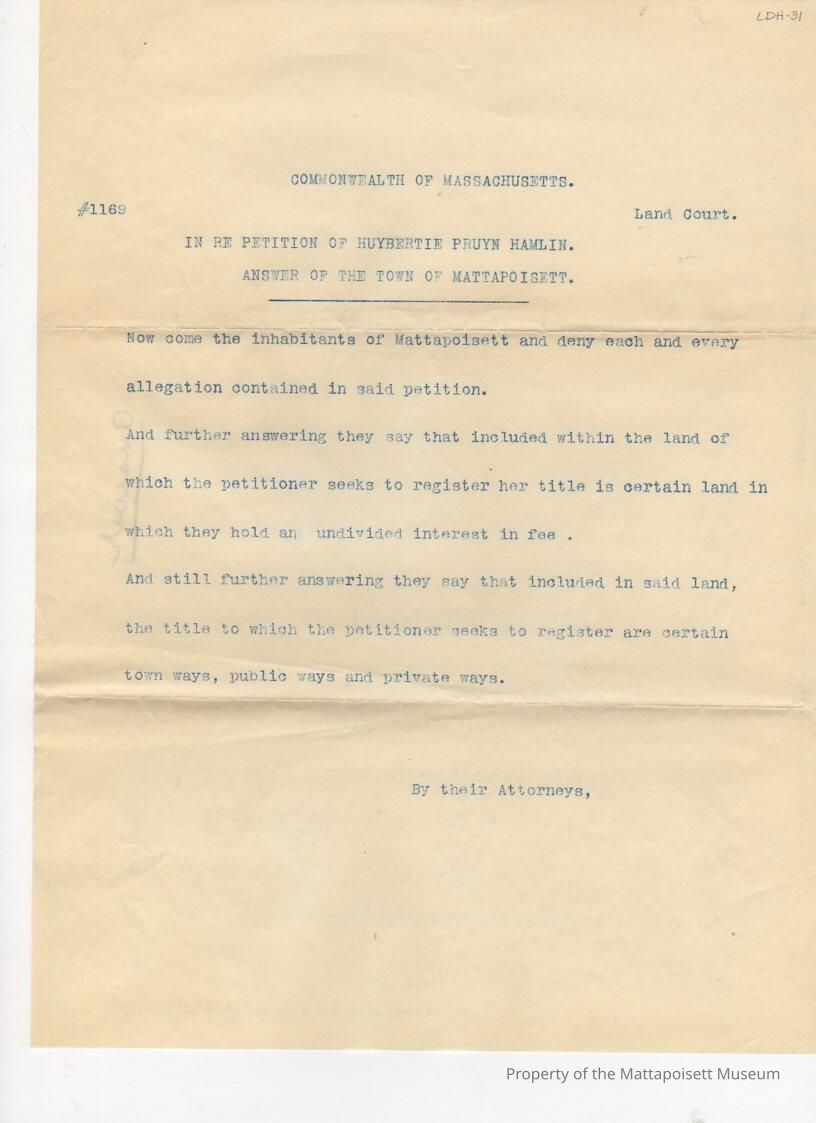 LDH-31
COMMONWEALTH OF MASSACHUSETTS.
#1169
Land Court.
IN RE PETITION OF HUYBERTIE PRUYN HAMLIN.
ANSWER OF THE TOWN OF MATTAPOISETT.
Now come the inhabitants of Mattapoisett and deny each and every
allegation contained in said petition.
And further answering they say that included within the land of
which the petitioner seeks to register her title is certain land in
which they hold an undivided interest in fee .
And still further answering they say that included in said land,
the title to which the petitioner seeks to register are certain
town ways, public ways and private ways.
By their Attorneys,
Answer
Property of the Mattapoisett Museum